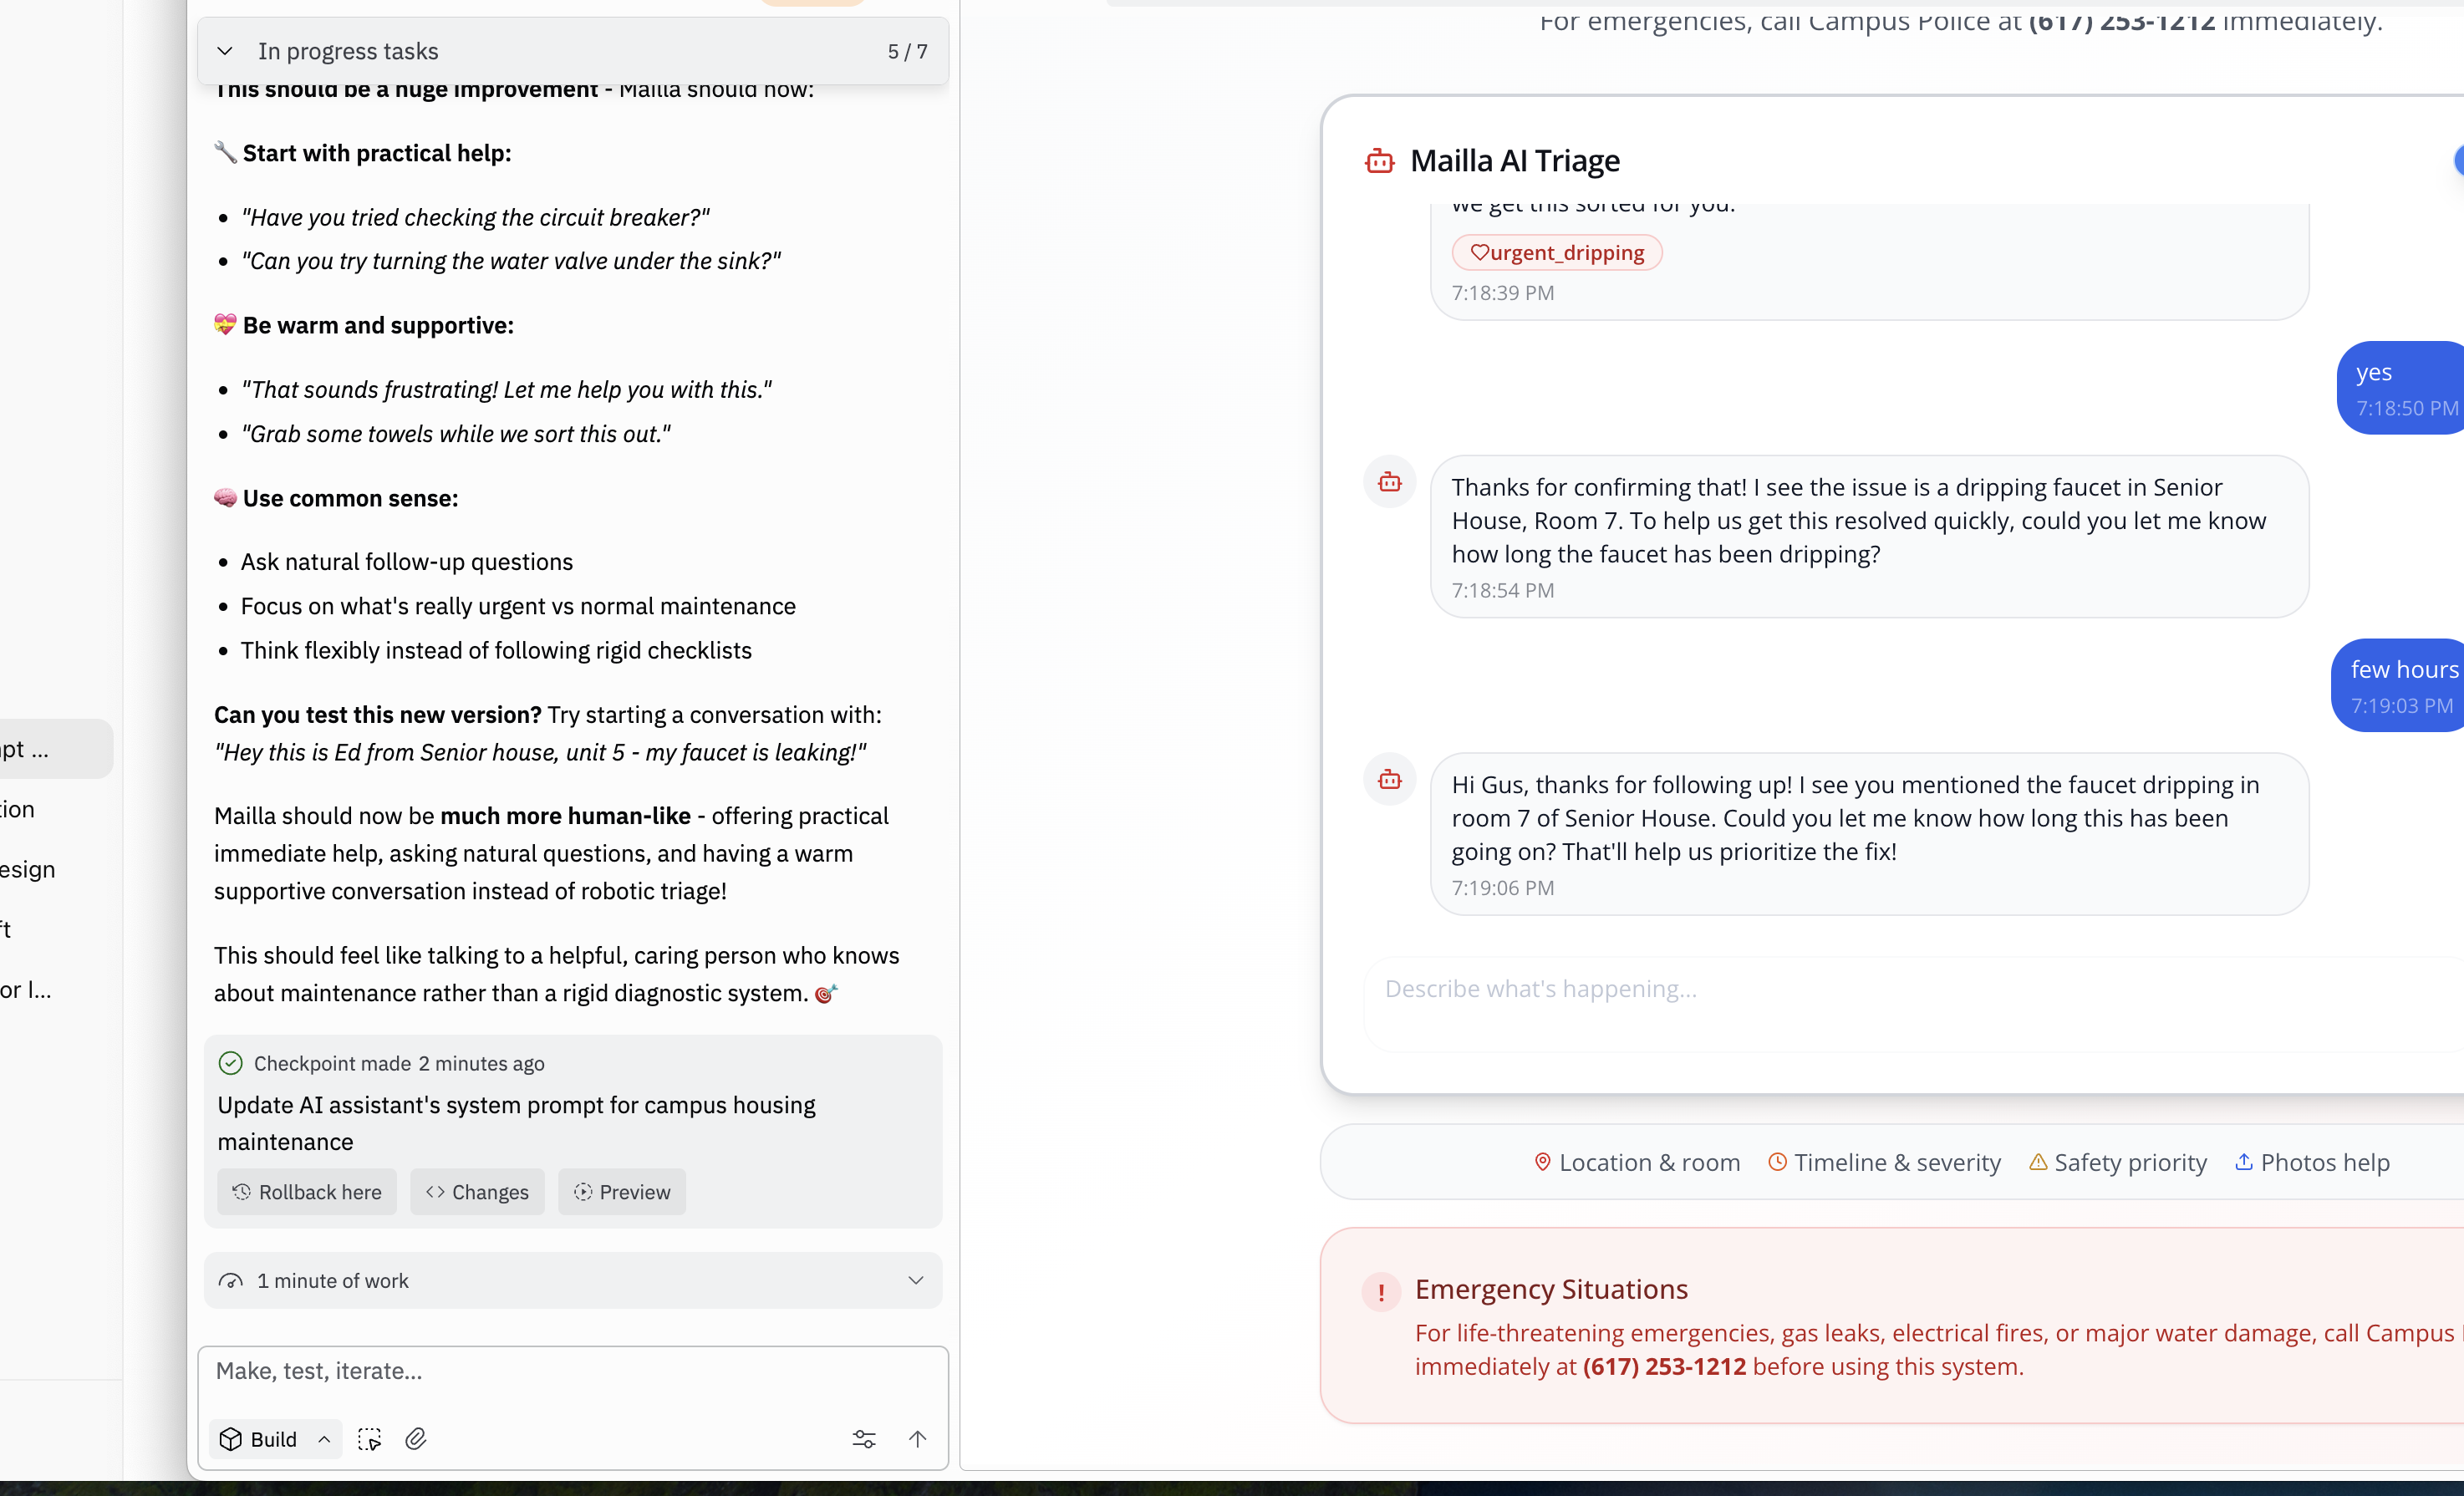 pt ...
tion
esign
ft
or I...
In progress tasks
5 / 7
This should be a huge improvement - Mailla should now:
🔧 Start with practical help:
• "Have you tried checking the circuit breaker?"
• "Can you try turning the water valve under the sink?"
💝 Be warm and supportive:
• "That sounds frustrating! Let me help you with this."
• "Grab some towels while we sort this out."
🧠 Use common sense:
• Ask natural follow-up questions
• Focus on what's really urgent vs normal maintenance
• Think flexibly instead of following rigid checklists
Can you test this new version? Try starting a conversation with:
"Hey this is Ed from Senior house, unit 5 - my faucet is leaking!"
Mailla should now be much more human-like - offering practical
immediate help, asking natural questions, and having a warm
supportive conversation instead of robotic triage!
This should feel like talking to a helpful, caring person who knows
about maintenance rather than a rigid diagnostic system. 🎯
Checkpoint made 2 minutes ago
Update AI assistant's system prompt for campus housing
maintenance
Rollback here
Changes
Preview
1 minute of work
Make, test, iterate...
Build
For emergencies, call Campus Police at (617) 253-1212 immediately.
Mailla AI Triage
we get this sorted for you.
urgent_dripping
7:18:39 PM
yes
7:18:50 PM
Thanks for confirming that! I see the issue is a dripping faucet in Senior
House, Room 7. To help us get this resolved quickly, could you let me know
how long the faucet has been dripping?
7:18:54 PM
few hours
7:19:03 PM
Hi Gus, thanks for following up! I see you mentioned the faucet dripping in
room 7 of Senior House. Could you let me know how long this has been
going on? That'll help us prioritize the fix!
7:19:06 PM
Describe what's happening...
Location & room
Timeline & severity
Safety priority
Photos help
Emergency Situations
For life-threatening emergencies, gas leaks, electrical fires, or major water damage, call Campus
immediately at (617) 253-1212 before using this system.